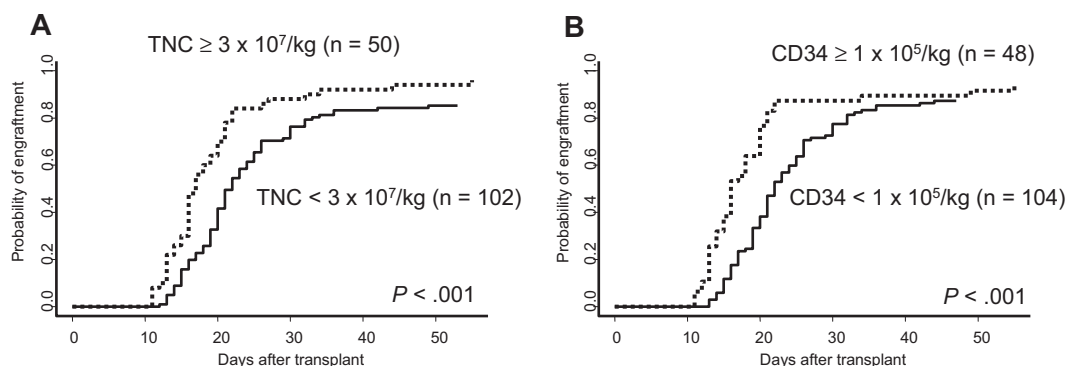 A
TNC ≥ 3 x 10⁷/kg (n = 50)
Probability of engraftment
1.0
0.8
0.6
0.4
0.2
0.0
TNC < 3 x 10⁷/kg (n = 102)
P < .001
0 10 20 30 40 50
Days after transplant
B
CD34 ≥ 1 x 10⁵/kg (n = 48)
Probability of engraftment
1.0
0.8
0.6
0.4
0.2
0.0
CD34 < 1 x 10⁵/kg (n = 104)
P < .001
0 10 20 30 40 50
Days after transplant